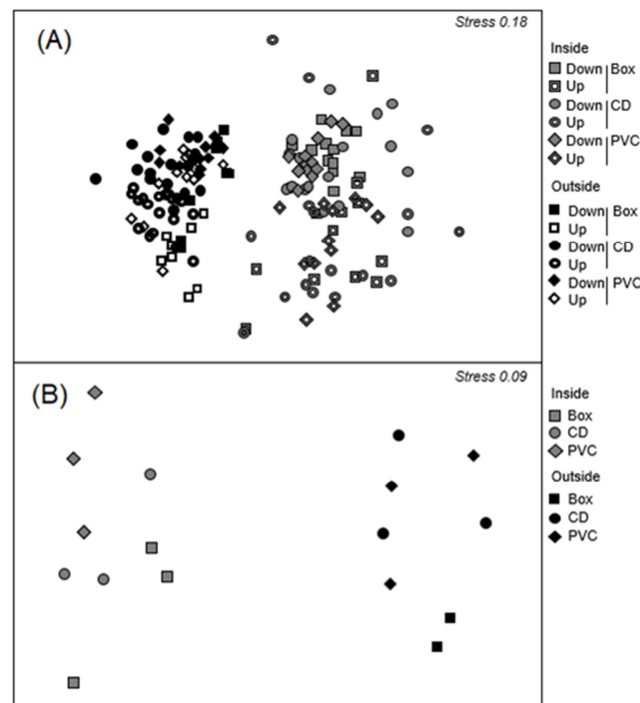 (A)
Stress 0.18
Inside
Down Box
Up
Down CD
Up
Down PVC
Up
Outside
Down Box
Up
Down CD
Up
Down PVC
Up
(B)
Stress 0.09
Inside
Box
CD
PVC
Outside
Box
CD
PVC